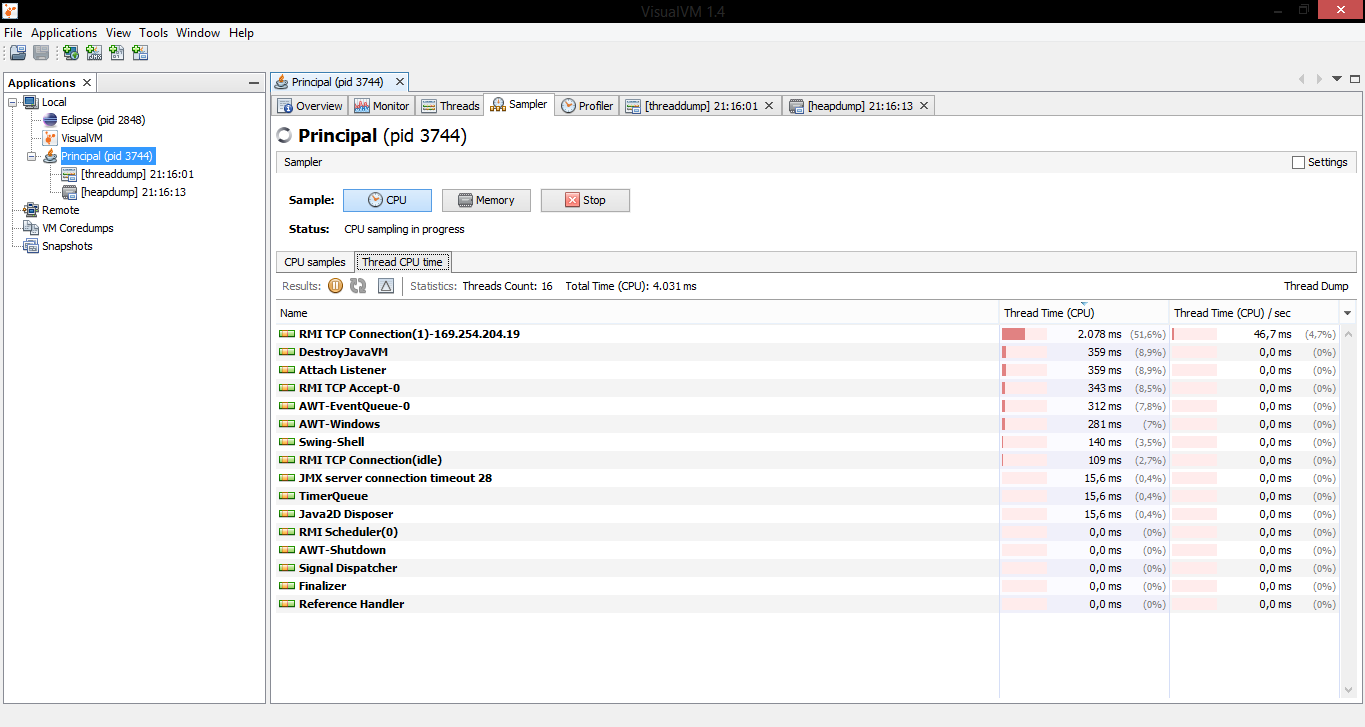 VisualVM 1.4
File Applications View Tools Window Help
Applications
Local
Eclipse (pid 2848)
VisualVM
Principal (pid 3744)
[threaddump] 21:16:01
[heapdump] 21:16:13
Remote
VM Coredumps
Snapshots
Principal (pid 3744)
Overview Monitor Threads Sampler Profiler [threaddump] 21:16:01 [heapdump] 21:16:13
Principal (pid 3744)
Sampler Settings
Sample: CPU Memory Stop
Status: CPU sampling in progress
CPU samples Thread CPU time
Results: Statistics: Threads Count: 16 Total Time (CPU): 4.031 ms Thread Dump
Name Thread Time (CPU) Thread Time (CPU) / sec
RMI TCP Connection(1)-169.254.204.19 2.078 ms (51,6%) 46,7 ms (4,7%)
DestroyJavaVM 359 ms (8,9%) 0,0 ms (0%)
Attach Listener 359 ms (8,9%) 0,0 ms (0%)
RMI TCP Accept-0 343 ms (8,5%) 0,0 ms (0%)
AWT-EventQueue-0 312 ms (7,8%) 0,0 ms (0%)
AWT-Windows 281 ms (7%) 0,0 ms (0%)
Swing-Shell 140 ms (3,5%) 0,0 ms (0%)
RMI TCP Connection(idle) 109 ms (2,7%) 0,0 ms (0%)
JMX server connection timeout 28 15,6 ms (0,4%) 0,0 ms (0%)
TimerQueue 15,6 ms (0,4%) 0,0 ms (0%)
Java2D Disposer 15,6 ms (0,4%) 0,0 ms (0%)
RMI Scheduler(0) 0,0 ms (0%) 0,0 ms (0%)
AWT-Shutdown 0,0 ms (0%) 0,0 ms (0%)
Signal Dispatcher 0,0 ms (0%) 0,0 ms (0%)
Finalizer 0,0 ms (0%) 0,0 ms (0%)
Reference Handler 0,0 ms (0%) 0,0 ms (0%)